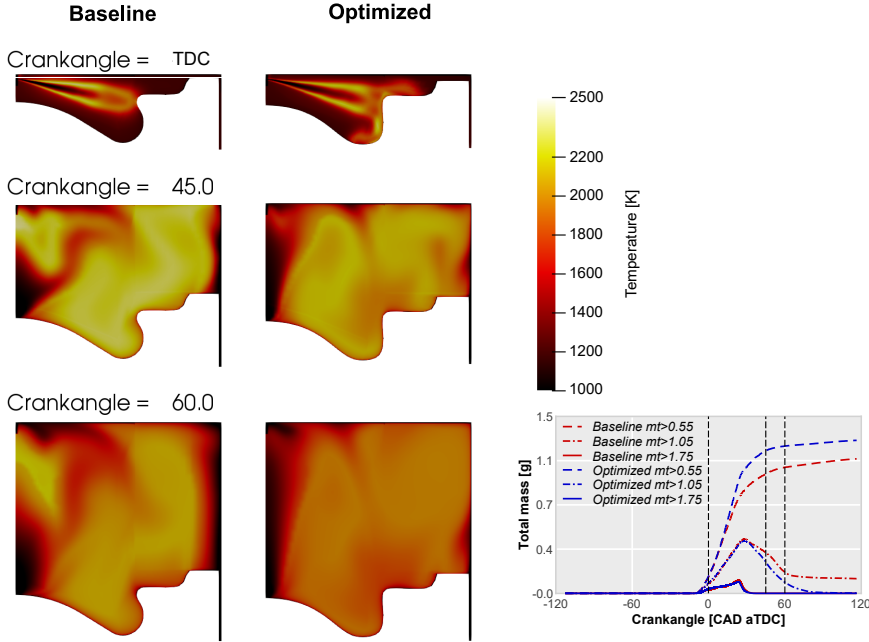 Baseline Optimized
Crankangle = TDC
Crankangle = 45.0
Crankangle = 60.0
2500
2200
2000
1800
1600
1400
1200
1000
Temperature [K]
1.5
1.1
0.7
0.4
-0.0
Total mass [g]
Baseline mt>0.55
Baseline mt>1.05
Baseline mt>1.75
Optimized mt>0.55
Optimized mt>1.05
Optimized mt>1.75
-120 -60 0 60 120
Crankangle [CAD aTDC]